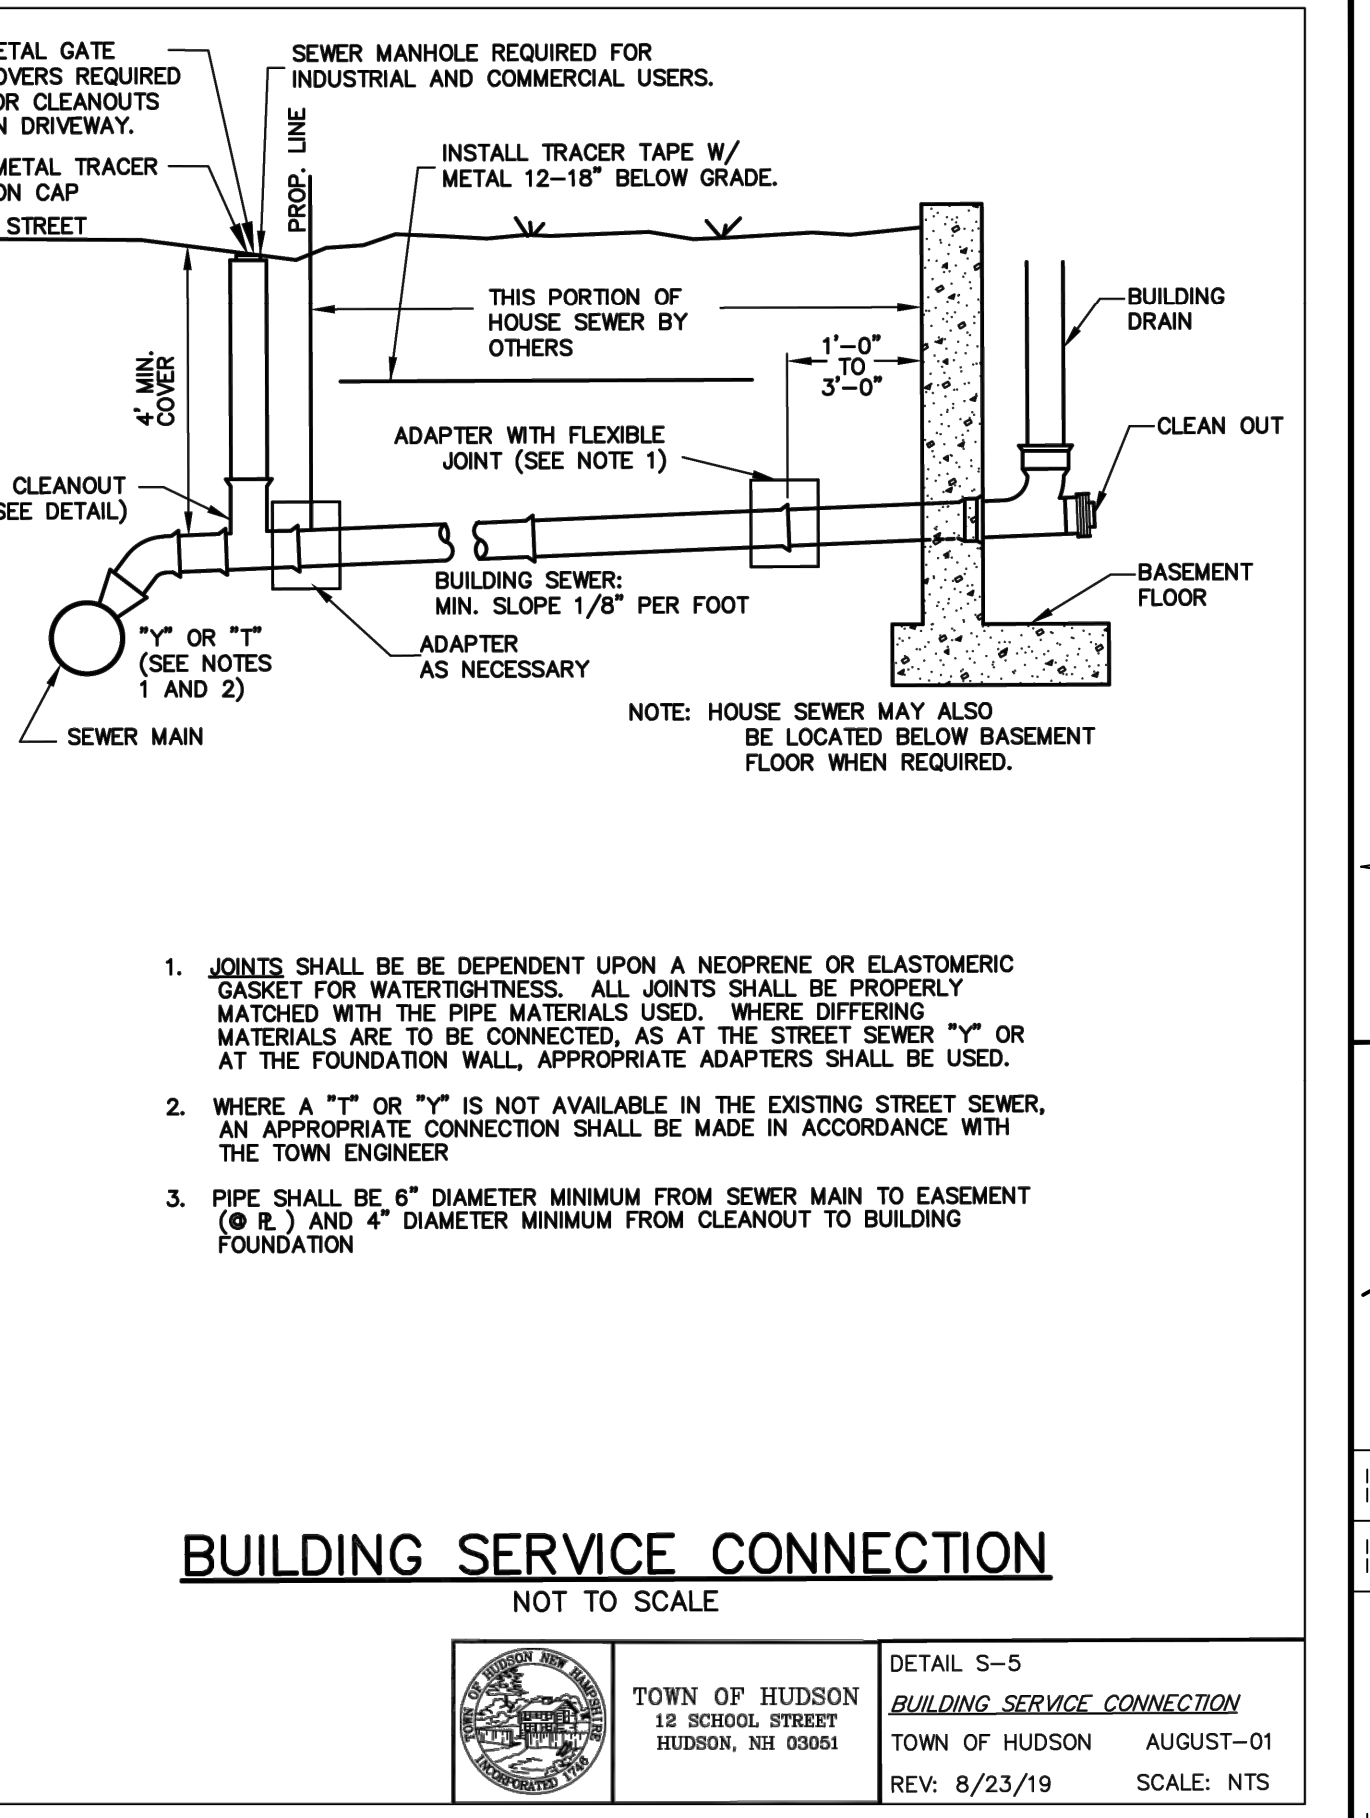 ETAL GATE
OVERS REQUIRED
OR CLEANOUTS
N DRIVEWAY.
METAL TRACER
ON CAP
STREET
SEWER MANHOLE REQUIRED FOR
INDUSTRIAL AND COMMERCIAL USERS.
PROP. LINE
INSTALL TRACER TAPE W/
METAL 12-18" BELOW GRADE.
THIS PORTION OF
HOUSE SEWER BY
OTHERS
1'-0"
TO
3'-0"
BUILDING
DRAIN
4' MIN.
COVER
ADAPTER WITH FLEXIBLE
JOINT (SEE NOTE 1)
CLEAN OUT
CLEANOUT
SEE DETAIL)
BUILDING SEWER:
MIN. SLOPE 1/8" PER FOOT
BASEMENT
FLOOR
"Y" OR "T"
(SEE NOTES
1 AND 2)
ADAPTER
AS NECESSARY
SEWER MAIN
NOTE: HOUSE SEWER MAY ALSO
BE LOCATED BELOW BASEMENT
FLOOR WHEN REQUIRED.
1. JOINTS SHALL BE BE DEPENDENT UPON A NEOPRENE OR ELASTOMERIC
GASKET FOR WATERTIGHTNESS. ALL JOINTS SHALL BE PROPERLY
MATCHED WITH THE PIPE MATERIALS USED. WHERE DIFFERING
MATERIALS ARE TO BE CONNECTED, AS AT THE STREET SEWER "Y" OR
AT THE FOUNDATION WALL, APPROPRIATE ADAPTERS SHALL BE USED.
2. WHERE A "T" OR "Y" IS NOT AVAILABLE IN THE EXISTING STREET SEWER,
AN APPROPRIATE CONNECTION SHALL BE MADE IN ACCORDANCE WITH
THE TOWN ENGINEER
3. PIPE SHALL BE 6" DIAMETER MINIMUM FROM SEWER MAIN TO EASEMENT
(@ PL ) AND 4" DIAMETER MINIMUM FROM CLEANOUT TO BUILDING
FOUNDATION
BUILDING SERVICE CONNECTION
NOT TO SCALE
TOWN OF HUDSON NEW HAMPSHIRE
INCORPORATED 1746
TOWN OF HUDSON
12 SCHOOL STREET
HUDSON, NH 03051
DETAIL S-5
BUILDING SERVICE CONNECTION
TOWN OF HUDSON AUGUST-01
REV: 8/23/19 SCALE: NTS